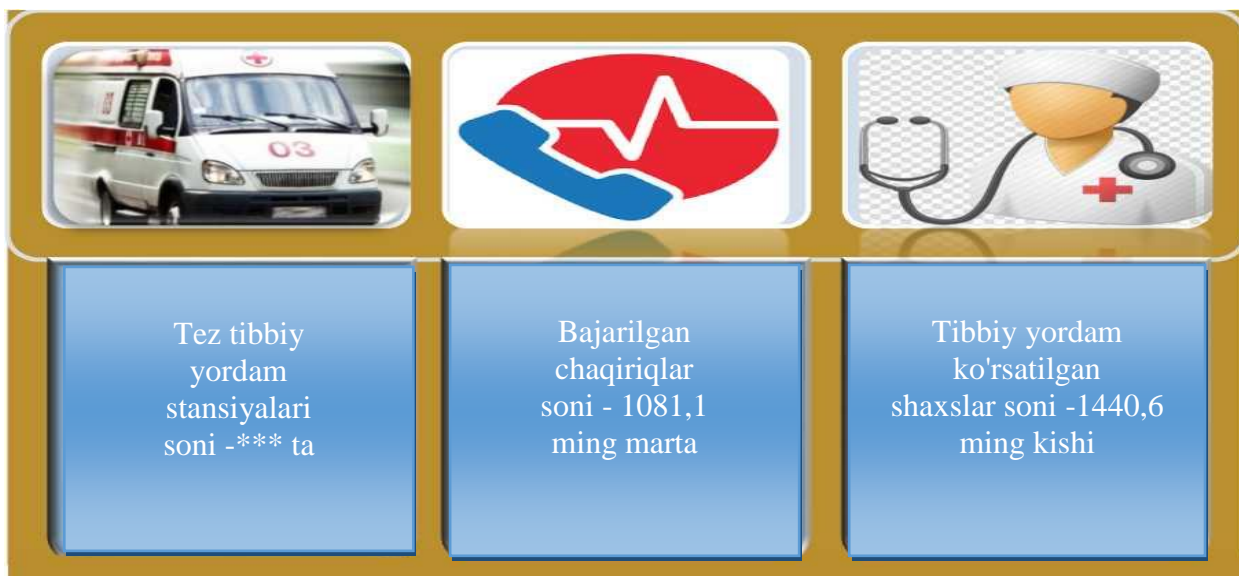 03
Tez tibbiy
yordam
stansiyalari
soni -*** ta
Bajarilgan
chaqiriqlar
soni - 1081,1
ming marta
Tibbiy yordam
ko'rsatilgan
shaxslar soni -1440,6
ming kishi